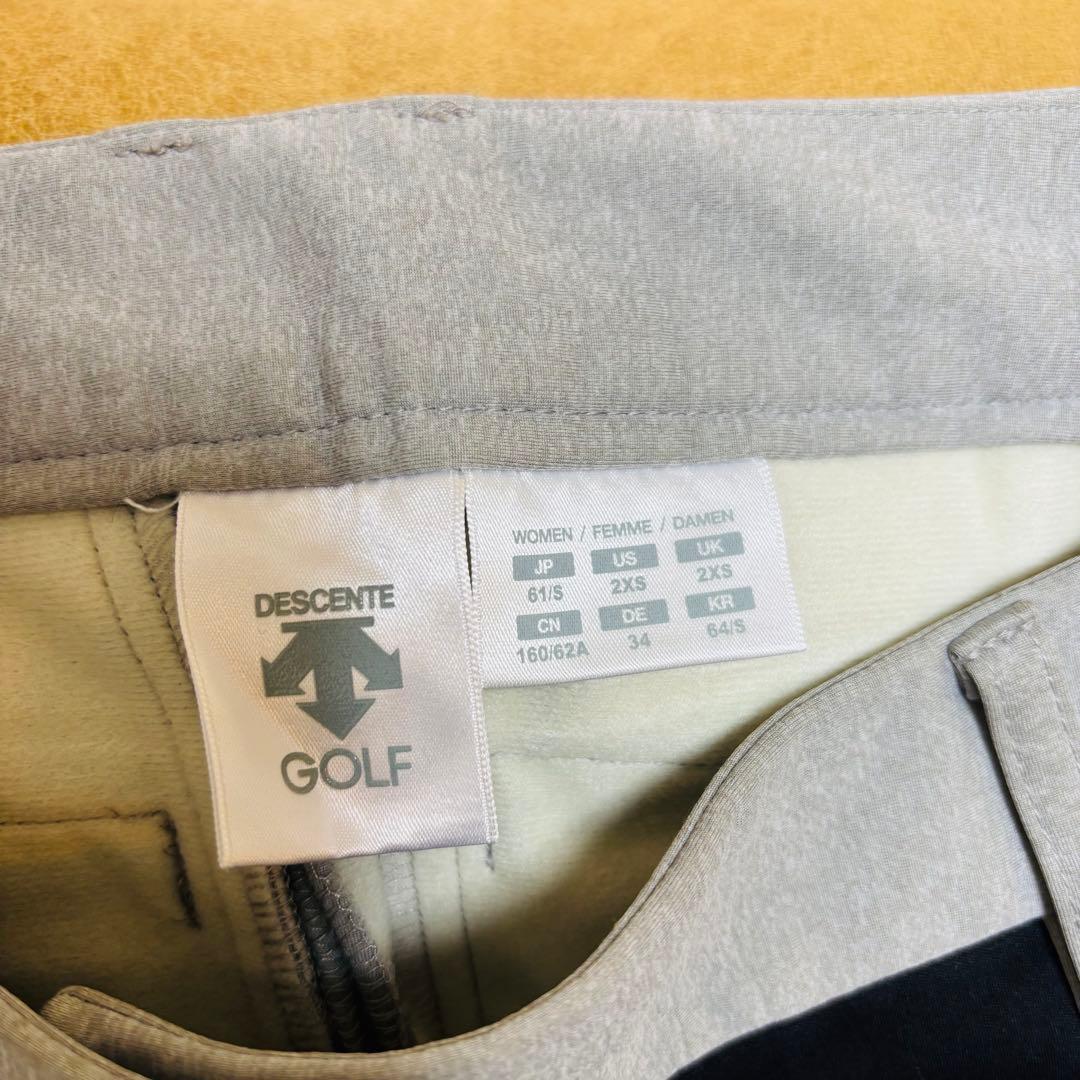 DESCENTE
GOLF
WOMEN / FEMME / DAMEN
JP US UK
61/S 2XS 2XS
CN DE KR
160/62A 34 64/S